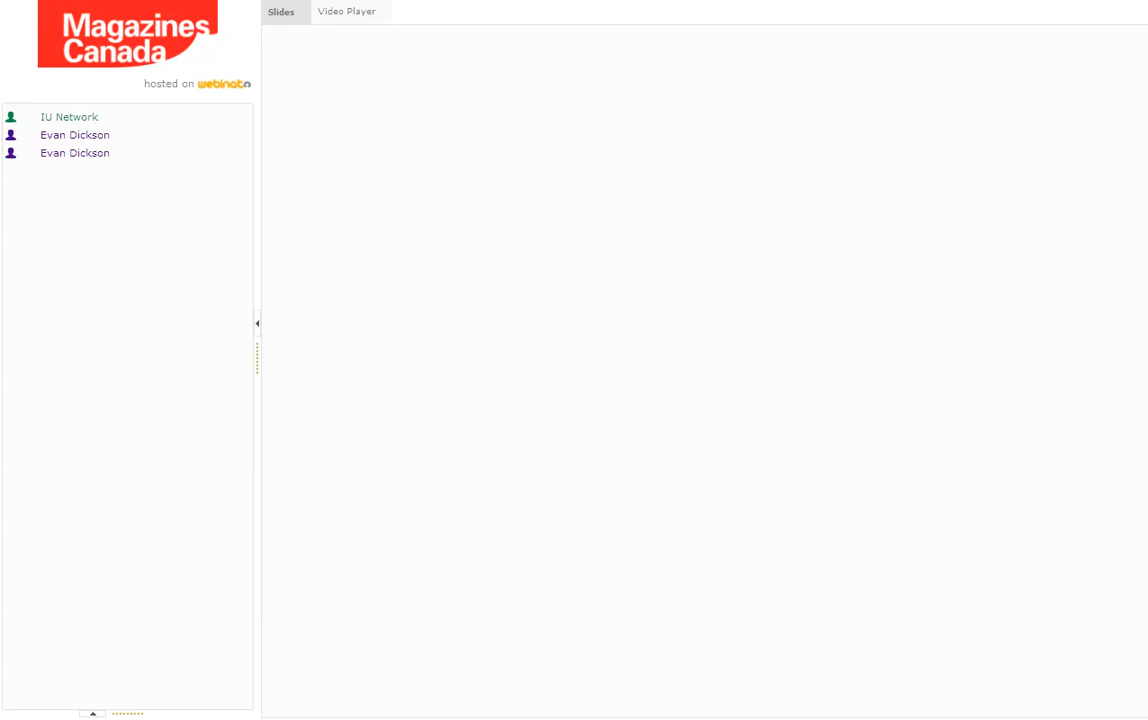 Magazines
Canada
hosted on webinato
IU Network
Evan Dickson
Evan Dickson
Slides
Video Player